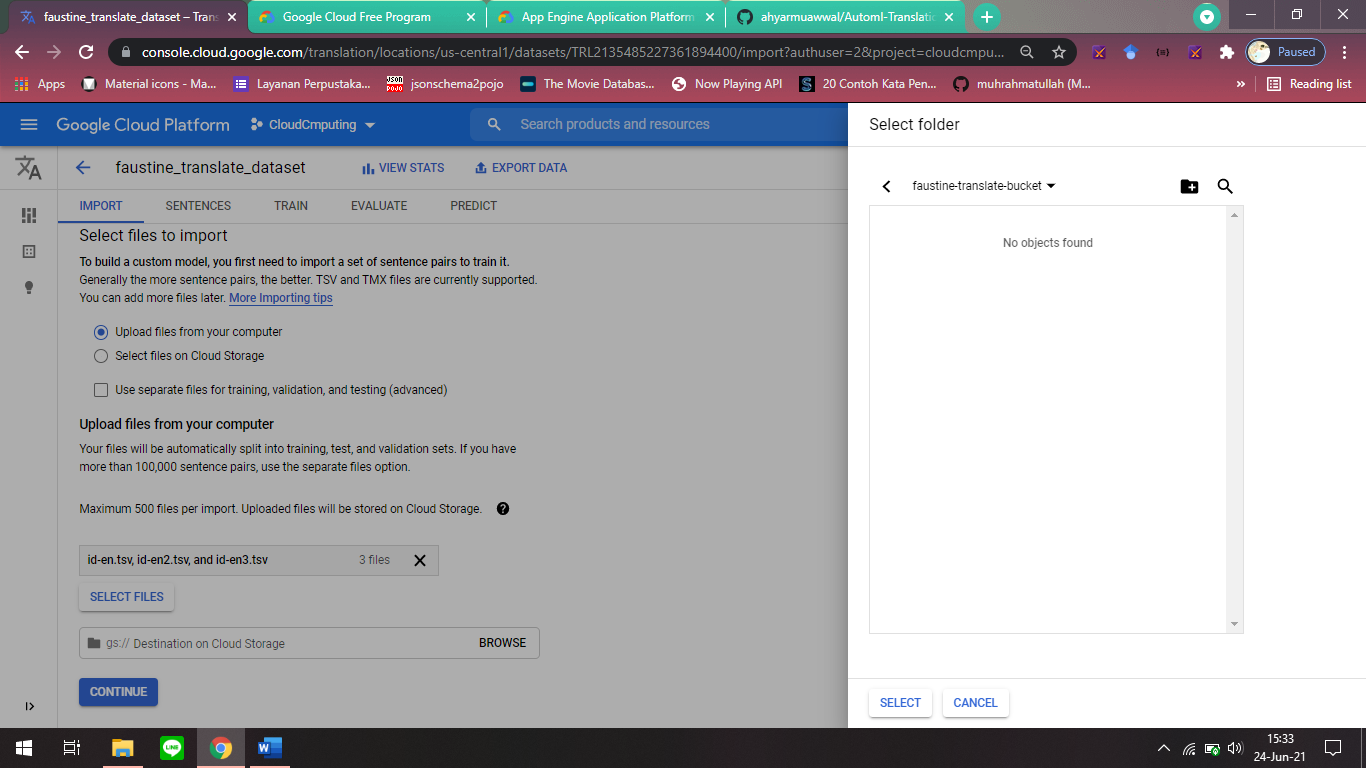 faustine_translate_dataset – Tran
Google Cloud Free Program
App Engine Application Platform
ahyarmuawwal/Automl-Translatio
console.cloud.google.com/translation/locations/us-central1/datasets/TRL2135485227361894400/import?authuser=2&project=cloudcmpu...
Paused
Apps
Material icons - Ma...
Layanan Perpustaka...
jsonschema2pojo
The Movie Databas...
Now Playing API
20 Contoh Kata Pen...
muhrahmatullah (M...
»
Reading list
Google Cloud Platform
CloudCmputing
Search products and resources
faustine_translate_dataset
VIEW STATS
EXPORT DATA
IMPORT
SENTENCES
TRAIN
EVALUATE
PREDICT
Select files to import
To build a custom model, you first need to import a set of sentence pairs to train it.
Generally the more sentence pairs, the better. TSV and TMX files are currently supported.
You can add more files later. More Importing tips
Upload files from your computer
Select files on Cloud Storage
Use separate files for training, validation, and testing (advanced)
Upload files from your computer
Your files will be automatically split into training, test, and validation sets. If you have
more than 100,000 sentence pairs, use the separate files option.
Maximum 500 files per import. Uploaded files will be stored on Cloud Storage.
id-en.tsv, id-en2.tsv, and id-en3.tsv
3 files
SELECT FILES
gs:// Destination on Cloud Storage
BROWSE
CONTINUE
Select folder
faustine-translate-bucket
No objects found
SELECT
CANCEL
15:33
24-Jun-21